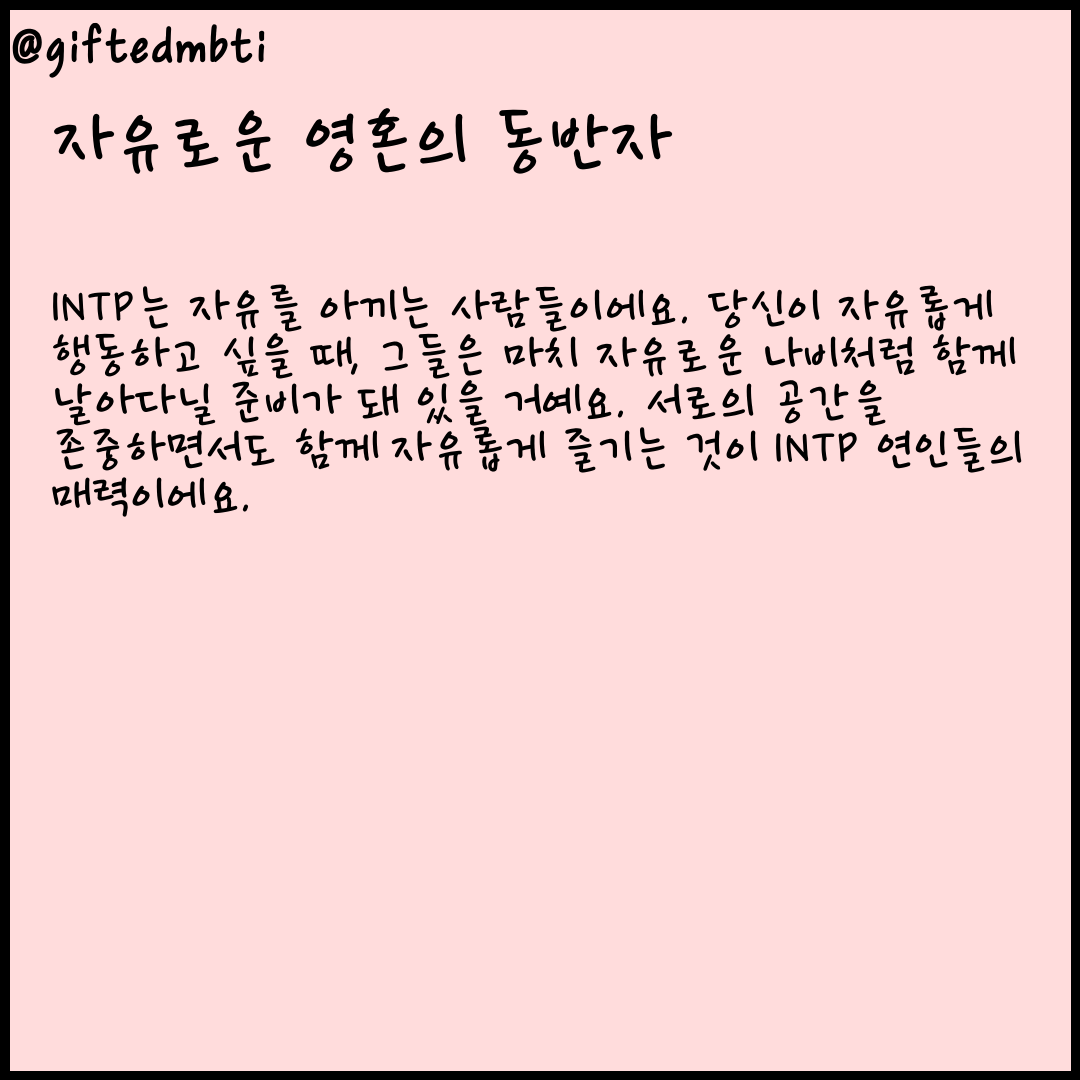 @giftedmbti
자유로운 영혼의 동반자
INTP는 자유를 아끼는 사람들이에요. 당신이 자유롭게
행동하고 싶을 때, 그들은 마치 자유로운 나비처럼 함께
날아다닐 준비가 돼 있을 거예요. 서로의 공간을
존중하면서도 함께 자유롭게 즐기는 것이 INTP 연인들의
매력이에요.